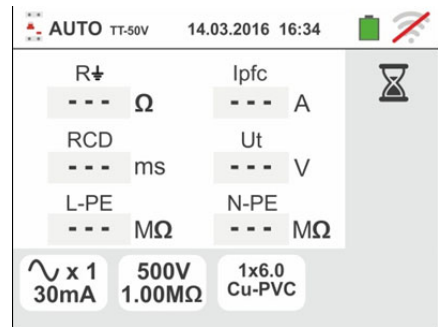 AUTO TT-50V 14.03.2016 16:34
R⏚ Ipfc
- - - Ω - - - A
RCD Ut
- - - ms - - - V
L-PE N-PE
- - - MΩ - - - MΩ
∿ x 1 500V 1x6.0
30mA 1.00MΩ Cu-PVC